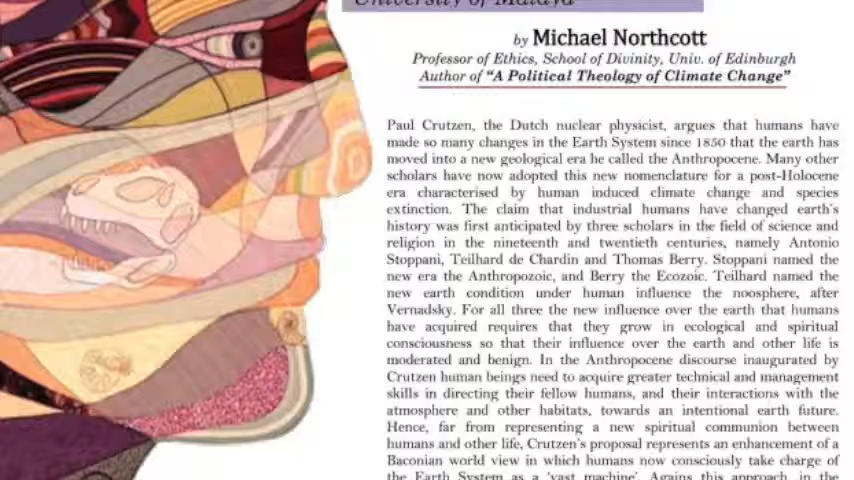 University of Malaya
by Michael Northcott
Professor of Ethics, School of Divinity, Univ. of Edinburgh
Author of “A Political Theology of Climate Change”
Paul Crutzen, the Dutch nuclear physicist, argues that humans have
made so many changes in the Earth System since 1850 that the earth has
moved into a new geological era he called the Anthropocene. Many other
scholars have now adopted this new nomenclature for a post-Holocene
era characterised by human induced climate change and species
extinction. The claim that industrial humans have changed earth's
history was first anticipated by three scholars in the field of science and
religion in the nineteenth and twentieth centuries, namely Antonio
Stoppani, Teilhard de Chardin and Thomas Berry. Stoppani named the
new era the Anthropozoic, and Berry the Ecozoic. Teilhard named the
new earth condition under human influence the noosphere, after
Vernadsky. For all three the new influence over the earth that humans
have acquired requires that they grow in ecological and spiritual
consciousness so that their influence over the earth and other life is
moderated and benign. In the Anthropocene discourse inaugurated by
Crutzen human beings need to acquire greater technical and management
skills in directing their fellow humans, and their interactions with the
atmosphere and other habitats, towards an intentional earth future.
Hence, far from representing a new spiritual communion between
humans and other life, Crutzen's proposal represents an enhancement of a
Baconian world view in which humans now consciously take charge of
the Earth System as a 'vast machine'. Agains this approach, in the